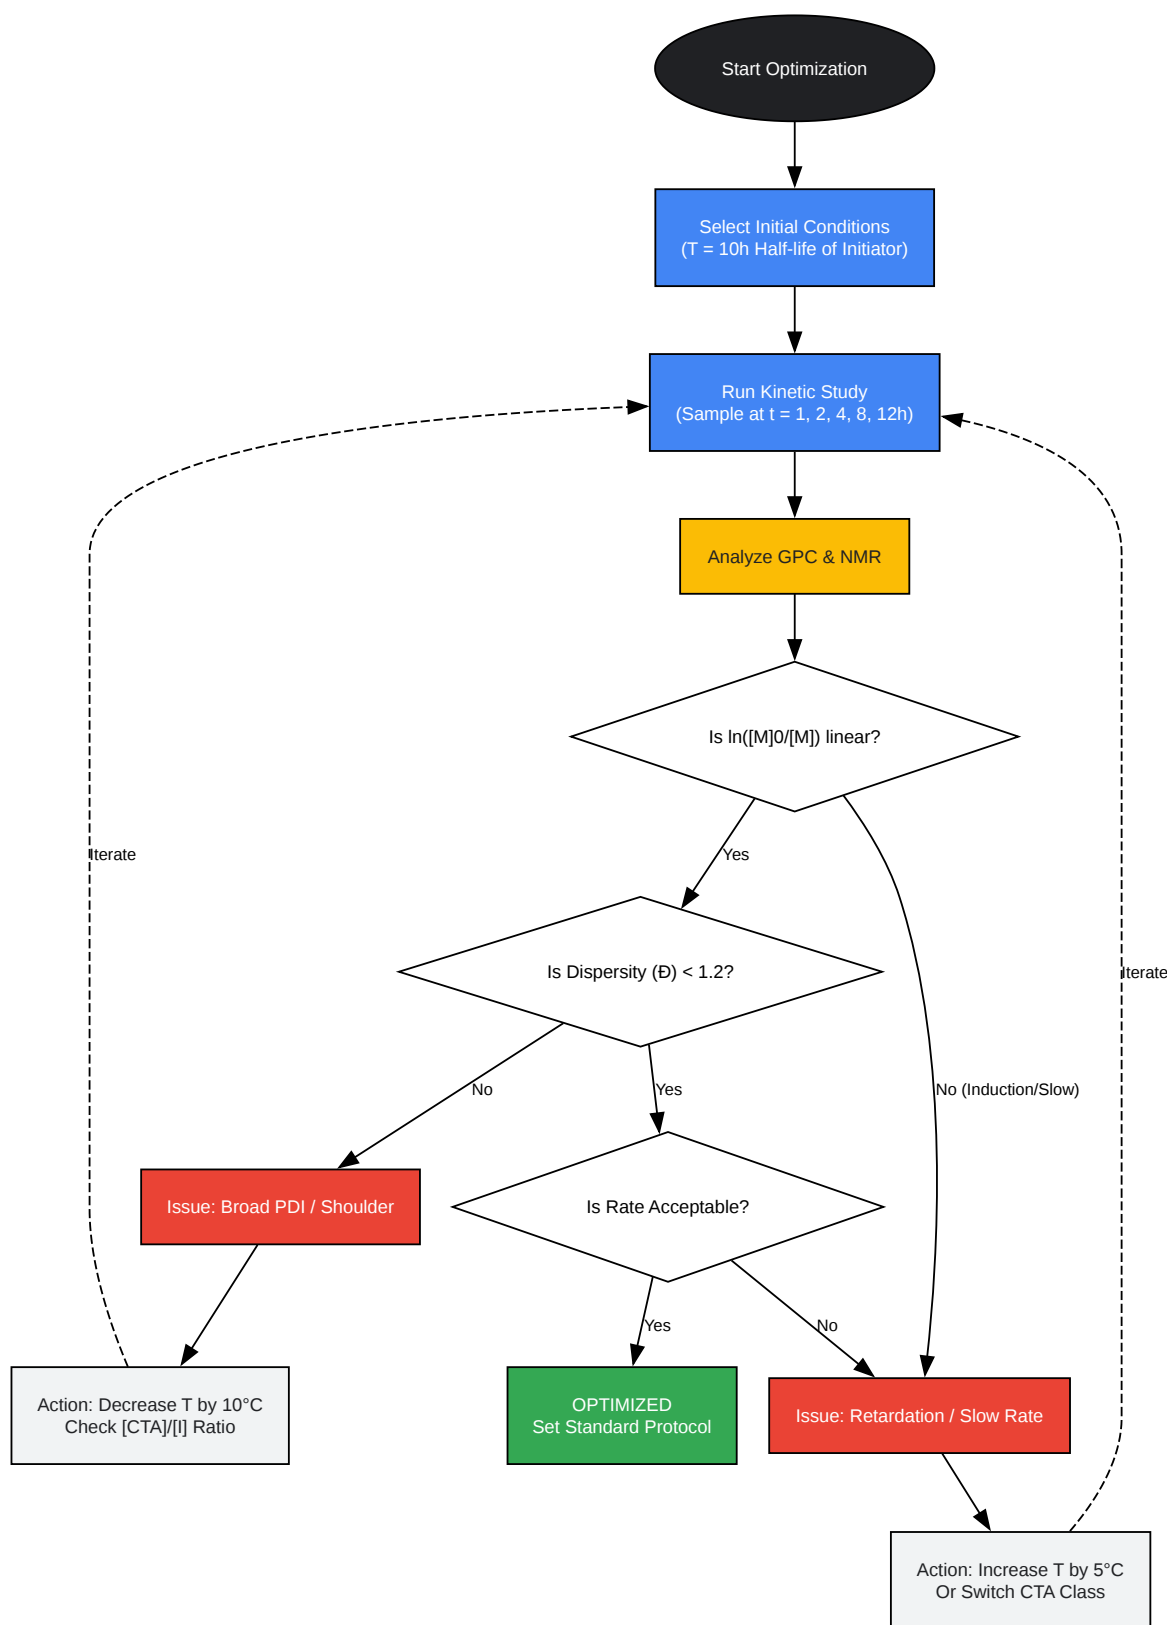 Start Optimization
Select Initial Conditions
(T = 10h Half-life of Initiator)
Run Kinetic Study
(Sample at t = 1, 2, 4, 8, 12h)
Analyze GPC & NMR
Is ln([M]0/[M]) linear?
Iterate
Yes
Is Dispersity (Đ) < 1.2?
Iterate
No
Yes
No (Induction/Slow)
Issue: Broad PDI / Shoulder
Is Rate Acceptable?
Yes
No
Action: Decrease T by 10°C
Check [CTA]/[I] Ratio
OPTIMIZED
Set Standard Protocol
Issue: Retardation / Slow Rate
Action: Increase T by 5°C
Or Switch CTA Class